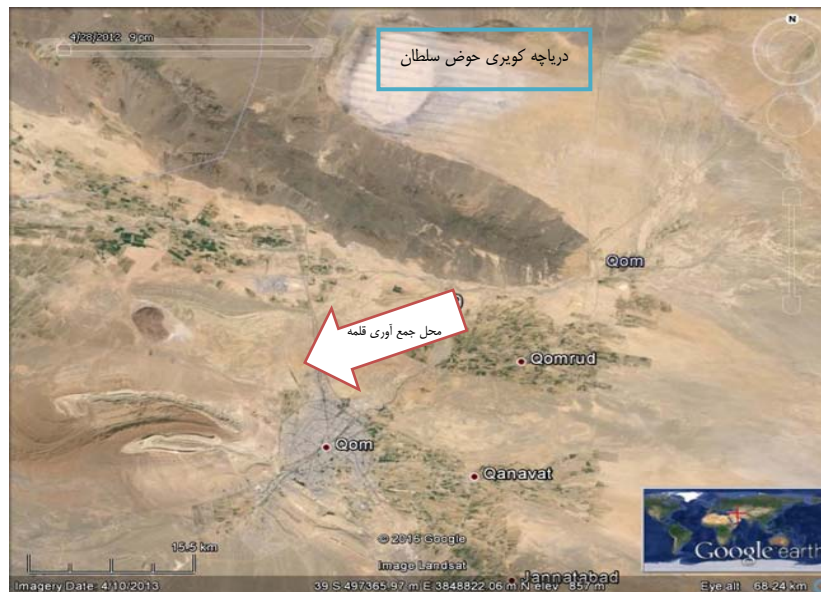 4/28/2012 9 pm
N
دریاچه کویری حوض سلطان
Qom
محل جمع آوری قلمه
Qomrud
Qom
Qanavat
15.5 km
© 2016 Google
Image Landsat
Google earth
Jannatabad
Imagery Date: 4/10/2013
39 S 497365.97 m E 3848822.06 m N elev 857 m
Eye alt 68.24 km